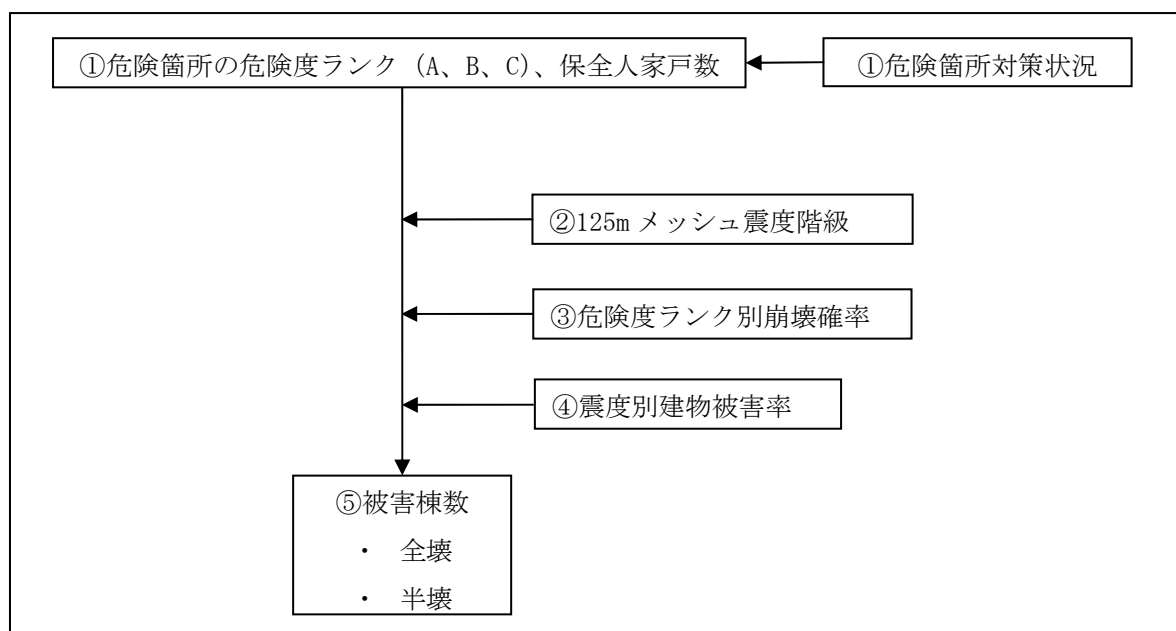 ①危険箇所の危険度ランク (A、B、C)、保全人家戸数
①危険箇所対策状況
②125m メッシュ震度階級
③危険度ランク別崩壊確率
④震度別建物被害率
⑤被害棟数
・ 全壊
・ 半壊